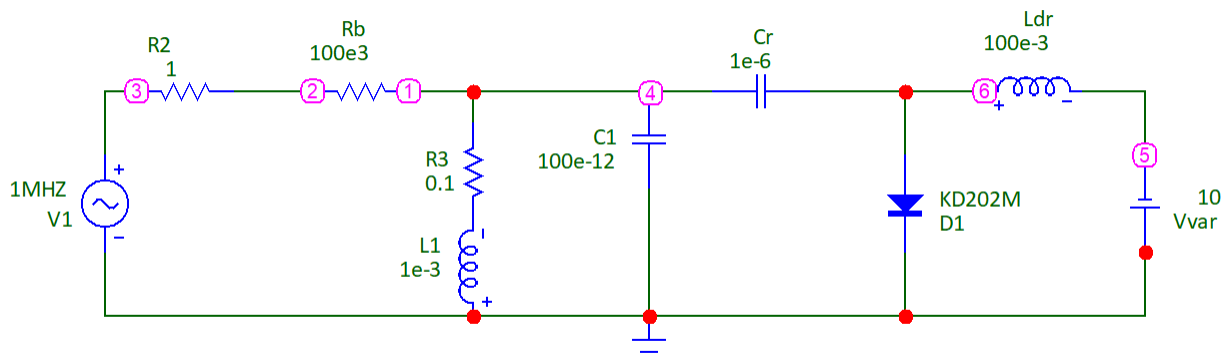 R2
1
3
Rb
100e3
2
1
R3
0.1
L1
1e-3
-
+
1MHZ
V1
+
-
4
C1
100e-12
Cr
1e-6
KD202M
D1
Ldr
100e-3
6
+
-
5
10
Vvar